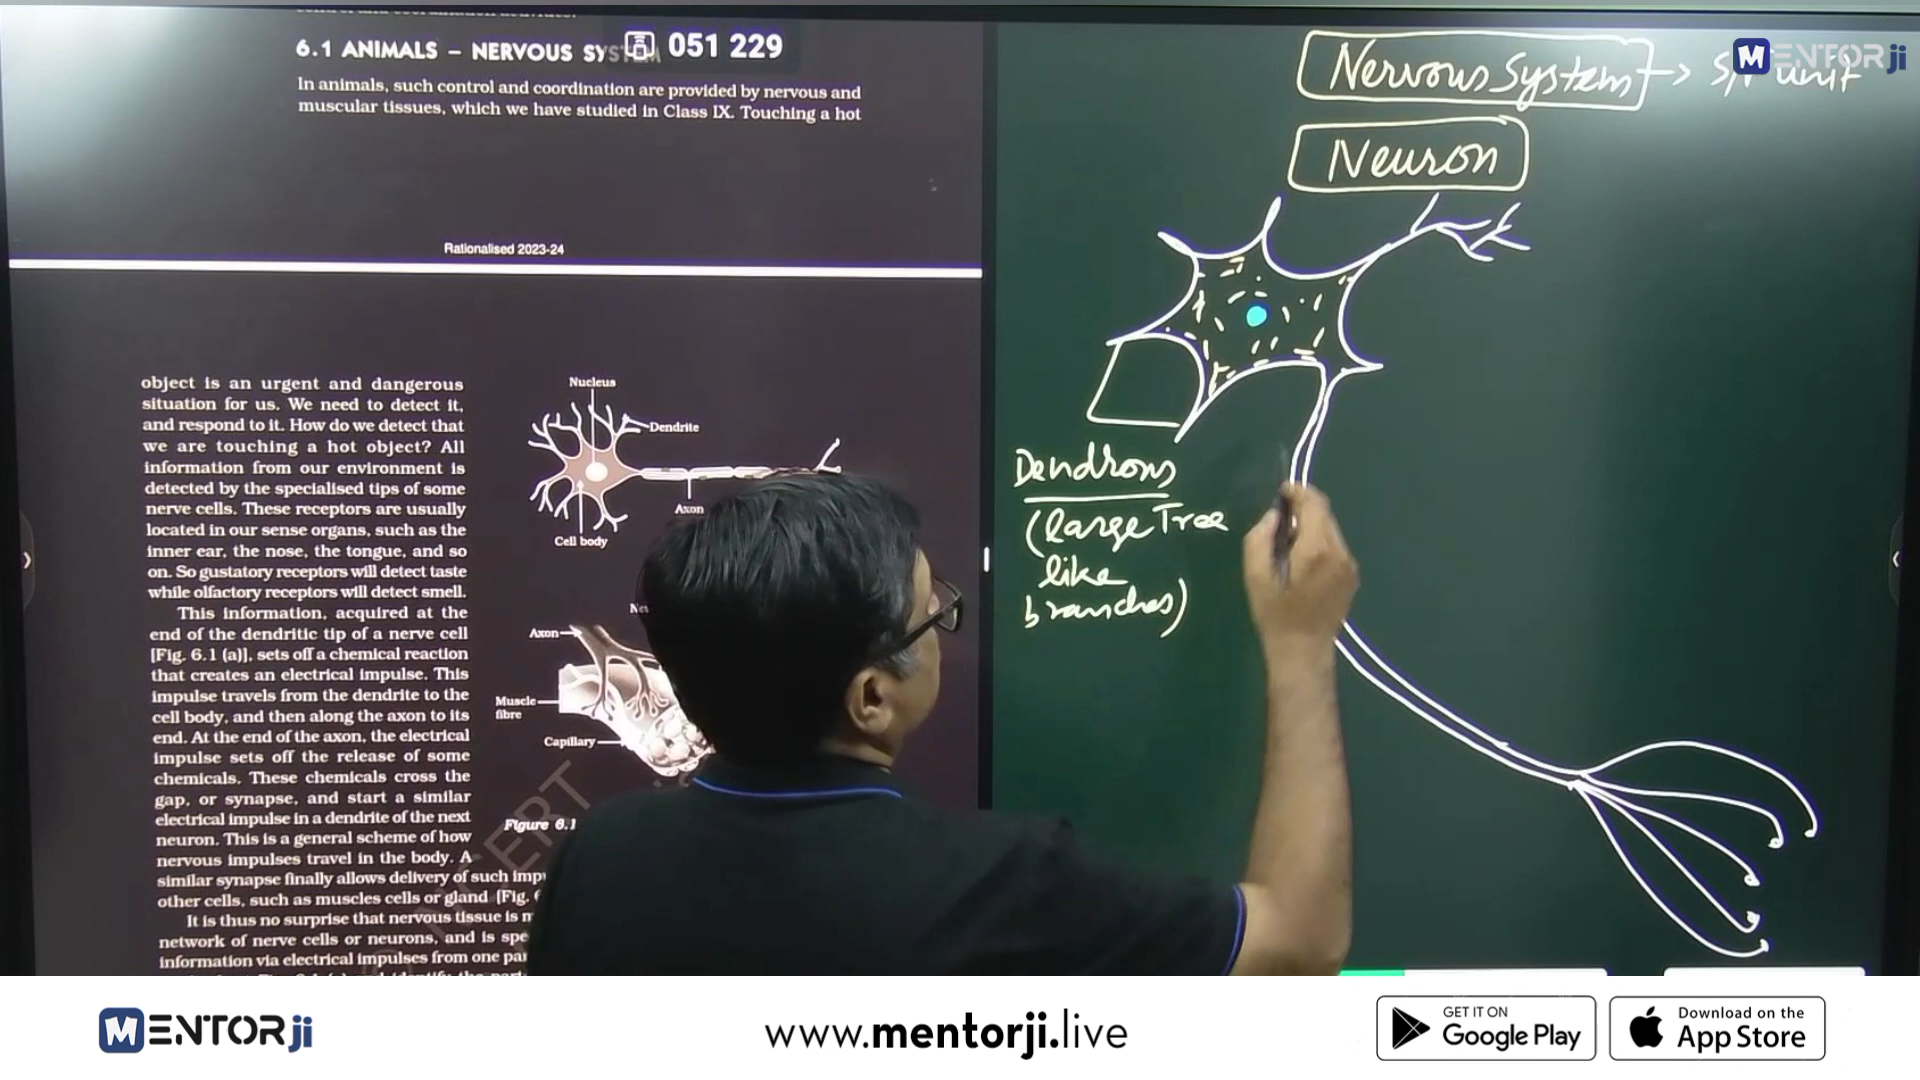 6.1 ANIMALS – NERVOUS SYSTEM
051 229
In animals, such control and coordination are provided by nervous and
muscular tissues, which we have studied in Class IX. Touching a hot
Rationalised 2023-24
object is an urgent and dangerous
situation for us. We need to detect it,
and respond to it. How do we detect that
we are touching a hot object? All
information from our environment is
detected by the specialised tips of some
nerve cells. These receptors are usually
located in our sense organs, such as the
inner ear, the nose, the tongue, and so
on. So gustatory receptors will detect taste
while olfactory receptors will detect smell.
This information, acquired at the
end of the dendritic tip of a nerve cell
[Fig. 6.1 (a)], sets off a chemical reaction
that creates an electrical impulse. This
impulse travels from the dendrite to the
cell body, and then along the axon to its
end. At the end of the axon, the electrical
impulse sets off the release of some
chemicals. These chemicals cross the
gap, or synapse, and start a similar
electrical impulse in a dendrite of the next
neuron. This is a general scheme of how
nervous impulses travel in the body. A
similar synapse finally allows delivery of such
other cells, such as muscles cells or gland [Fig.
It is thus no surprise that nervous tissue is
network of nerve cells or neurons, and is
information via electrical impulses from one
Nucleus
Dendrite
Axon
Cell body
Axon
Muscle
fibre
Capillary
Figure 6.1
NCERT
Nervous System → unit
MENTORji
Neuron
Dendrons
(large Tree
like
branches)
MENTORji
www.mentorji.live
GET IT ON
Google Play
Download on the
App Store